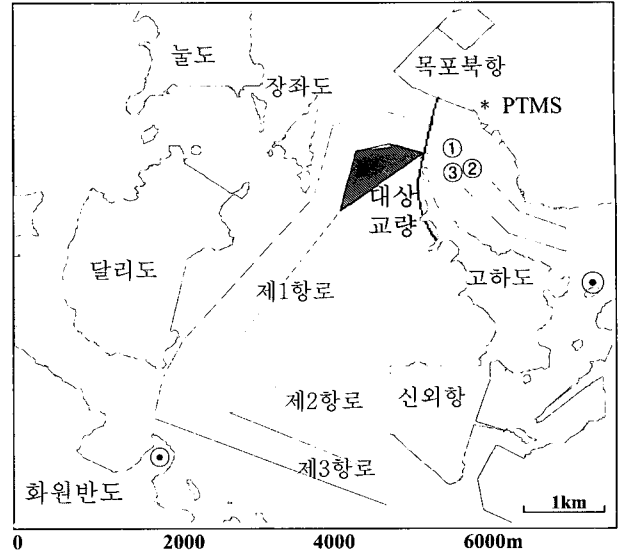 눌도
장좌도
목포북항
* PTMS
①
③ ②
대상
교량
달리도
고하도
제1항로
제2항로
신외항
제3항로
화원반도
1km
0 2000 4000 6000m